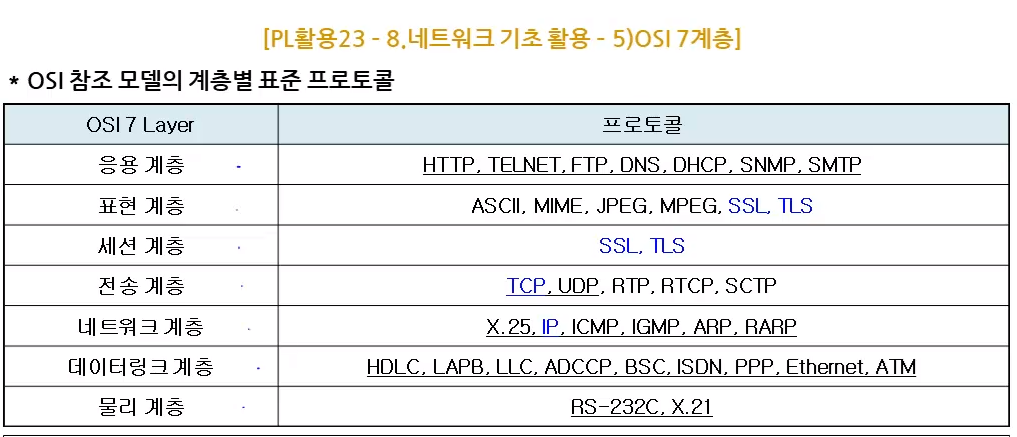 [PL활용23 - 8.네트워크 기초 활용 - 5)OSI 7계층]
* OSI 참조 모델의 계층별 표준 프로토콜
OSI 7 Layer 프로토콜
응용 계층 HTTP, TELNET, FTP, DNS, DHCP, SNMP, SMTP
표현 계층 ASCII, MIME, JPEG, MPEG, SSL, TLS
세션 계층 SSL, TLS
전송 계층 TCP, UDP, RTP, RTCP, SCTP
네트워크 계층 X.25, IP, ICMP, IGMP, ARP, RARP
데이터링크 계층 HDLC, LAPB, LLC, ADCCP, BSC, ISDN, PPP, Ethernet, ATM
물리 계층 RS-232C, X.21